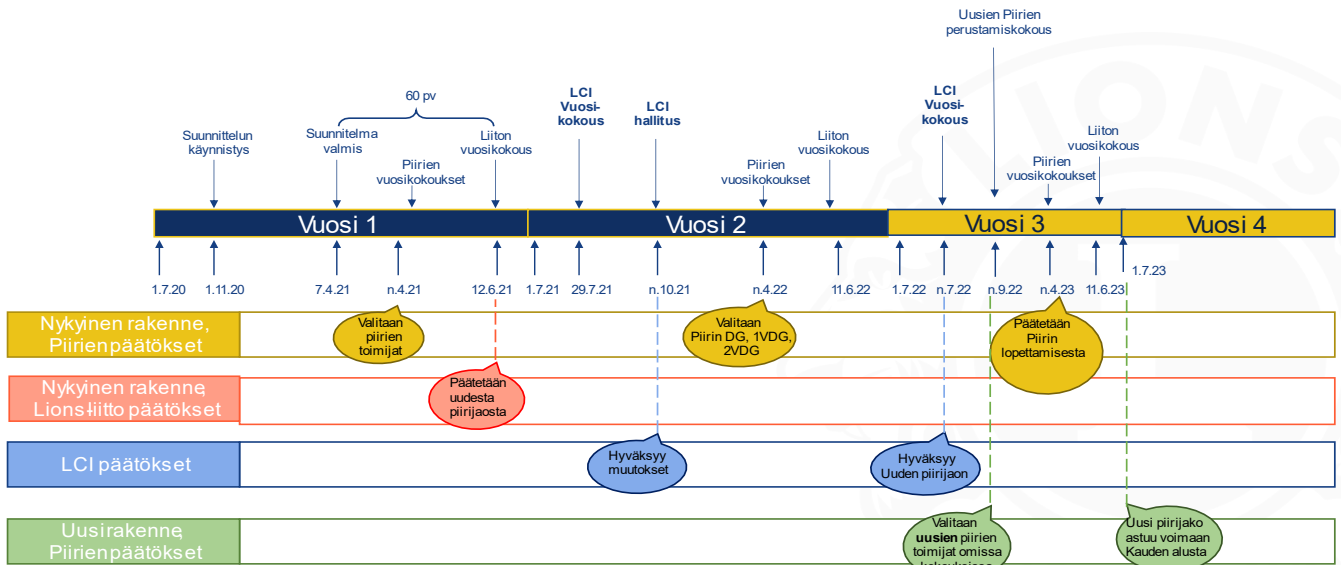 Uusien Piirien
perustamiskokous
60 pv
LCI
Vuosi-
kokous
LCI
hallitus
LCI
Vuosi-
kokous
Suunnittelun
käynnistys
Suunnitelma
valmis
Piirien
vuosikokoukset
Liiton
vuosikokous
Piirien
vuosikokoukset
Liiton
vuosikokous
Piirien
vuosikokoukset
Liiton
vuosikokous
Vuosi 1
Vuosi 2
Vuosi 3
Vuosi 4
1.7.20
1.11.20
7.4.21
n.4.21
12.6.21
1.7.21
29.7.21
n.10.21
n.4.22
11.6.22
1.7.22
n.7.22
n.9.22
n.4.23
11.6.23
1.7.23
Nykyinen rakenne,
Piirien päätökset
Valitaan
piirien
toimijat
Valitaan
Piirin DG, 1VDG,
2VDG
Päätetään
Piirin
lopettamisesta
Nykyinen rakenne,
Lions-liitto päätökset
Päätetään
uudesta
piirijaosta
LCI päätökset
Hyväksyy
muutokset
Hyväksyy
Uuden piirijaon
Uusi rakenne,
Piirien päätökset
Valitaan
uusien piirien
toimijat omissa
Uusi piirijako
astuu voimaan
Kauden alusta
LIONS